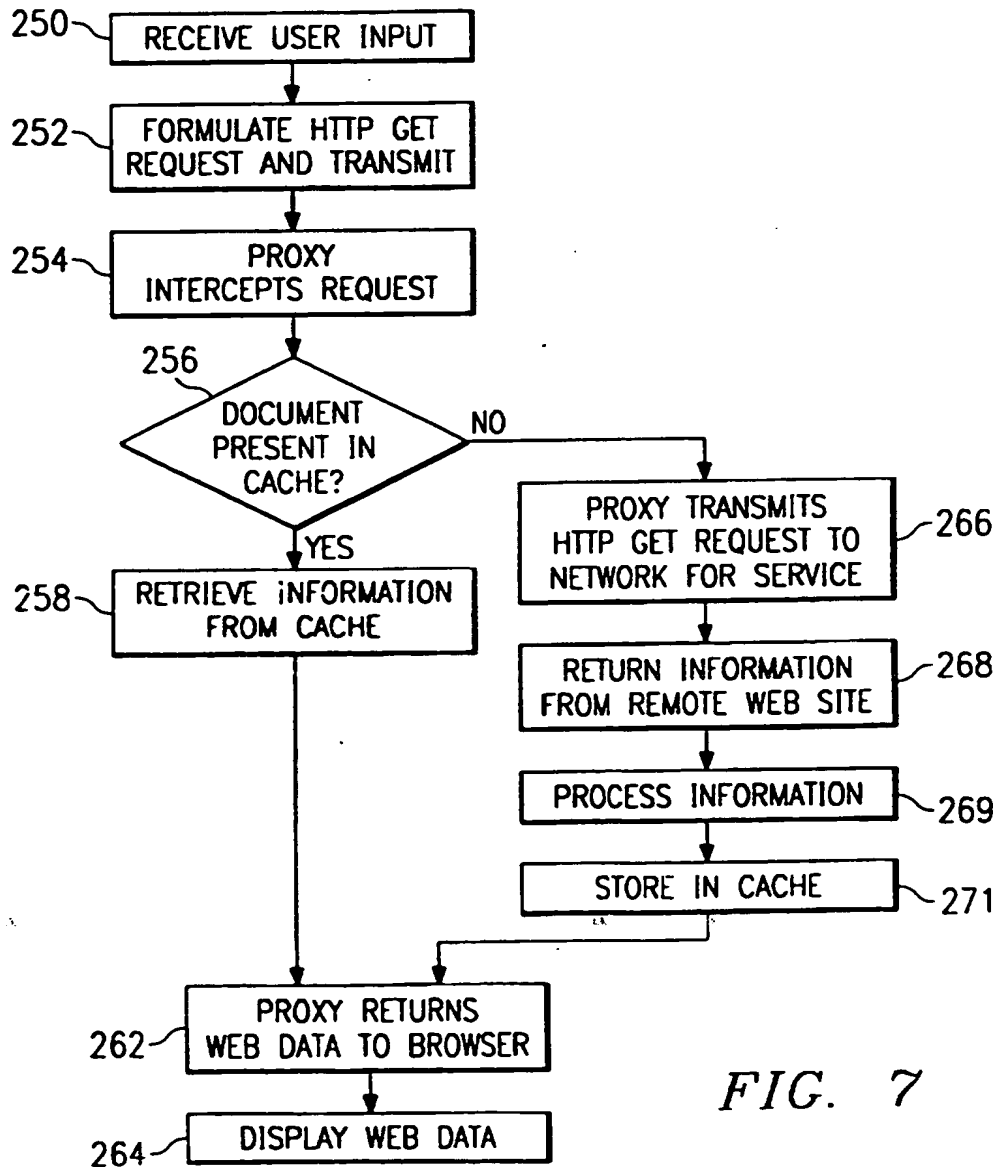 250
RECEIVE USER INPUT
252
FORMULATE HTTP GET
REQUEST AND TRANSMIT
254
PROXY
INTERCEPTS REQUEST
256
DOCUMENT
PRESENT IN
CACHE?
NO
YES
258
RETRIEVE INFORMATION
FROM CACHE
PROXY TRANSMITS
HTTP GET REQUEST TO
NETWORK FOR SERVICE
266
RETURN INFORMATION
FROM REMOTE WEB SITE
268
PROCESS INFORMATION
269
STORE IN CACHE
271
262
PROXY RETURNS
WEB DATA TO BROWSER
264
DISPLAY WEB DATA
FIG. 7